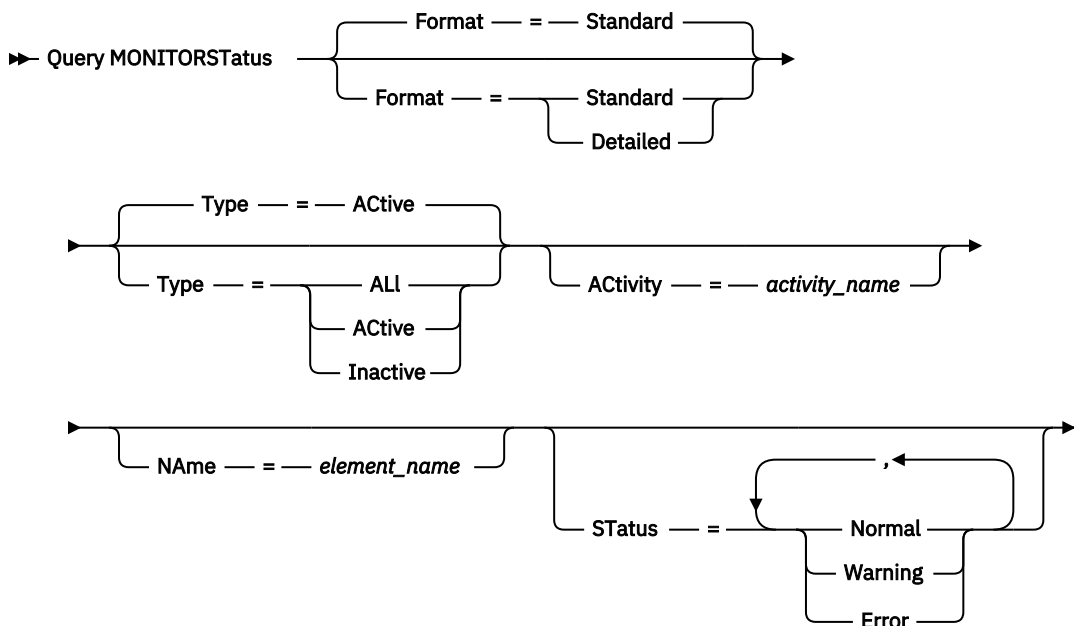 Format = Standard
Query MONITORSTatus
Format = Standard
Detailed
Type = ACtive
Type = ALl
ACtivity = activity_name
ACtive
Inactive
NAme = element_name
,
STatus = Normal
Warning
Error